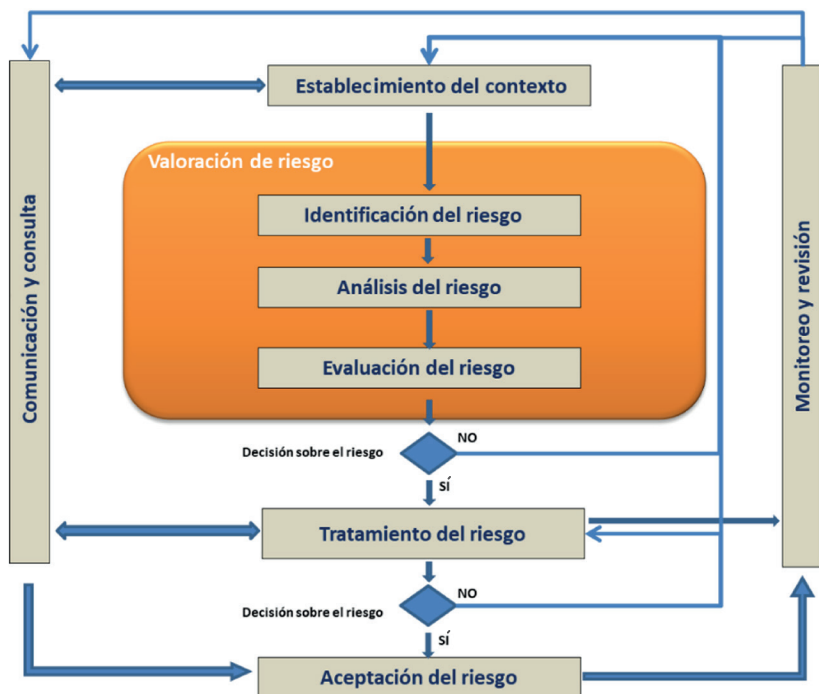 Establecimiento del contexto
Valoración de riesgo
Identificación del riesgo
Análisis del riesgo
Evaluación del riesgo
Comunicación y consulta
Monitoreo y revisión
Decisión sobre el riesgo
NO
SÍ
Tratamiento del riesgo
Decisión sobre el riesgo
NO
SÍ
Aceptación del riesgo